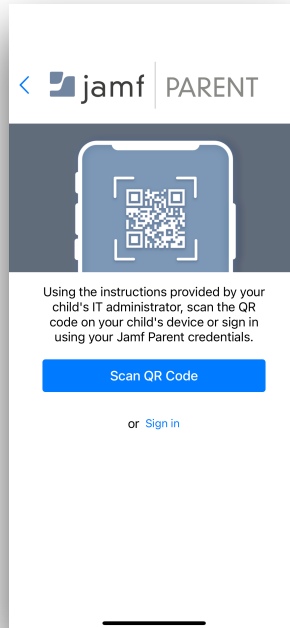 jamf PARENT
Using the instructions provided by your
child's IT administrator, scan the QR
code on your child's device or sign in
using your Jamf Parent credentials.
Scan QR Code
or Sign in